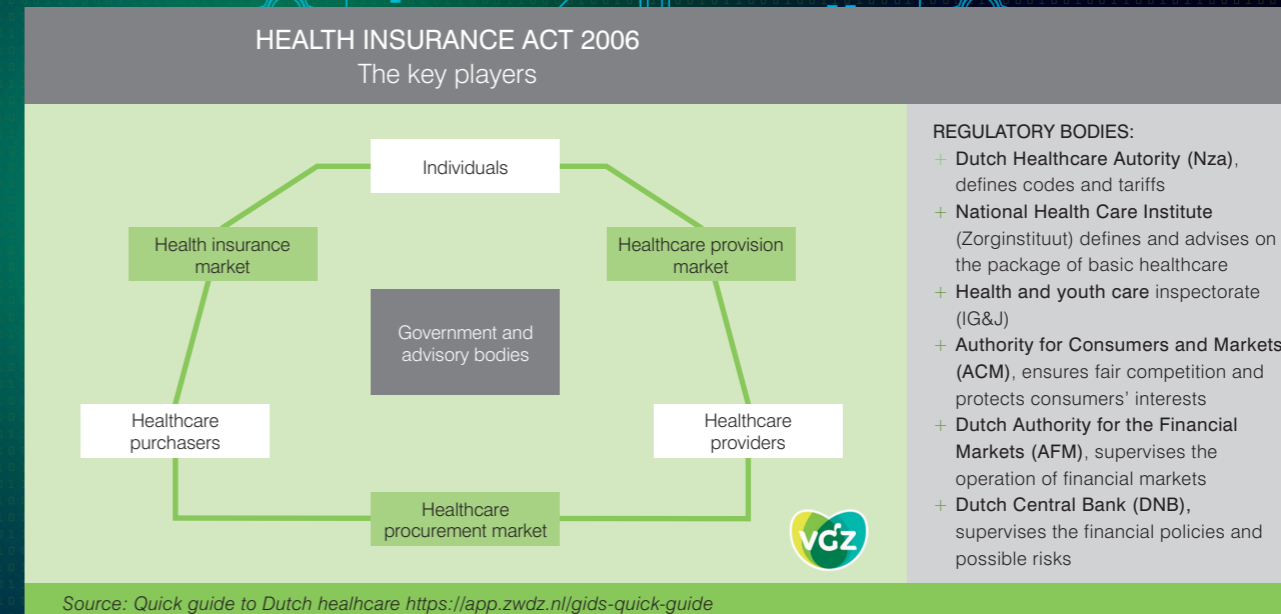 HEALTH INSURANCE ACT 2006
The key players
Individuals
Health insurance
market
Healthcare provision
market
Government and
advisory bodies
Healthcare
purchasers
Healthcare
providers
Healthcare
procurement market
vGz
REGULATORY BODIES:
+ Dutch Healthcare Autority (Nza),
defines codes and tariffs
+ National Health Care Institute
(Zorginstituut) defines and advises on
the package of basic healthcare
+ Health and youth care inspectorate
(IG&J)
+ Authority for Consumers and Markets
(ACM), ensures fair competition and
protects consumers' interests
+ Dutch Authority for the Financial
Markets (AFM), supervises the
operation of financial markets
+ Dutch Central Bank (DNB),
supervises the financial policies and
possible risks
Source: Quick guide to Dutch healhcare https://app.zwdz.nl/gids-quick-guide